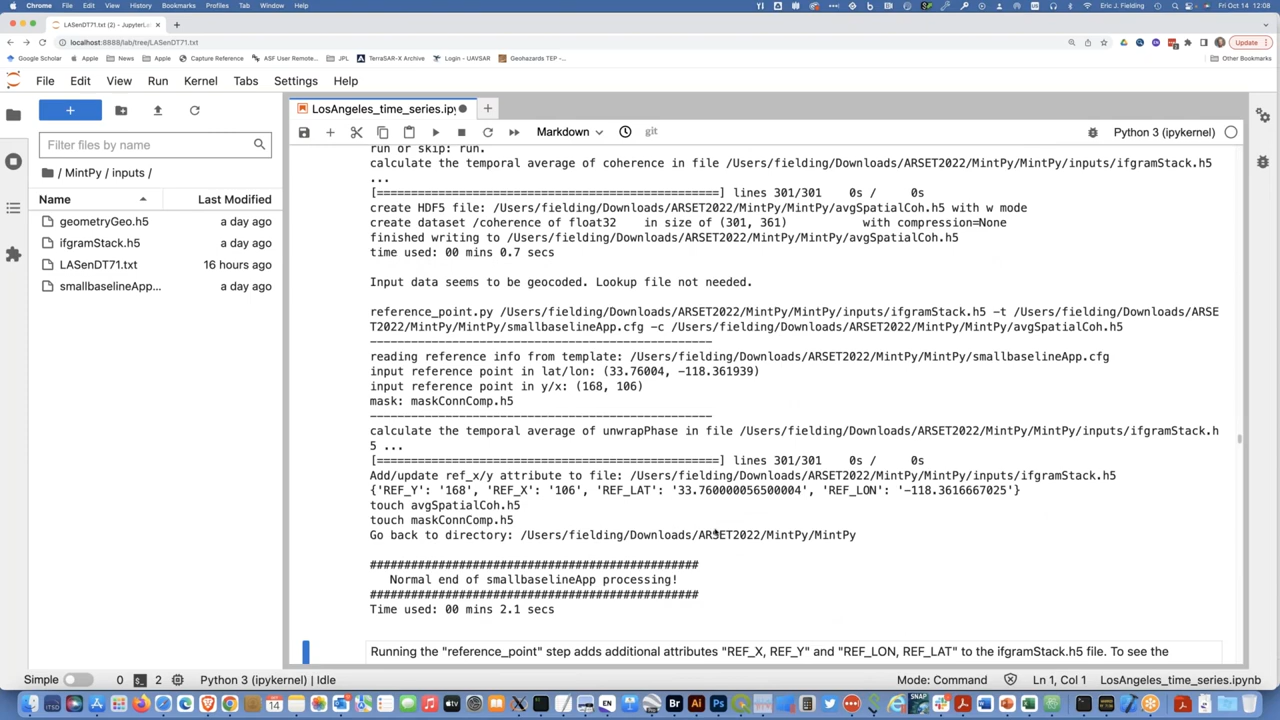 Chrome File Edit View History Bookmarks Profiles Tab Window Help Eric J. Fielding Fri Oct 14 12:08
LASenDT71.txt (2) - JupyterLa
localhost:8888/lab/tree/LASenDT71.txt Update
Google Scholar Apple News Apple Capture Reference ASF User Remote... JPL TerraSAR-X Archive Login - UAVSAR Geohazards TEP -... Other Bookmarks
File Edit View Run Kernel Tabs Settings Help
LosAngeles_time_series.ipy
Filter files by name
Markdown git Python 3 (ipykernel)
/ MintPy / inputs /
Name Last Modified
geometryGeo.h5 a day ago
ifgramStack.h5 a day ago
LASenDT71.txt 16 hours ago
smallbaselineApp... a day ago
run or skip: run.
calculate the temporal average of coherence in file /Users/fielding/Downloads/ARSET2022/MintPy/MintPy/inputs/ifgramStack.h5
...
[==================================================] lines 301/301 0s / 0s
create HDF5 file: /Users/fielding/Downloads/ARSET2022/MintPy/MintPy/avgSpatialCoh.h5 with w mode
create dataset /coherence of float32 in size of (301, 361) with compression=None
finished writing to /Users/fielding/Downloads/ARSET2022/MintPy/MintPy/avgSpatialCoh.h5
time used: 00 mins 0.7 secs
Input data seems to be geocoded. Lookup file not needed.
reference_point.py /Users/fielding/Downloads/ARSET2022/MintPy/MintPy/inputs/ifgramStack.h5 -t /Users/fielding/Downloads/ARSE
T2022/MintPy/MintPy/smallbaselineApp.cfg -c /Users/fielding/Downloads/ARSET2022/MintPy/MintPy/avgSpatialCoh.h5
--------------------------------------------------
reading reference info from template: /Users/fielding/Downloads/ARSET2022/MintPy/MintPy/smallbaselineApp.cfg
input reference point in lat/lon: (33.76004, -118.361939)
input reference point in y/x: (168, 106)
mask: maskConnComp.h5
--------------------------------------------------
calculate the temporal average of unwrapPhase in file /Users/fielding/Downloads/ARSET2022/MintPy/MintPy/inputs/ifgramStack.h
5 ...
[==================================================] lines 301/301 0s / 0s
Add/update ref_x/y attribute to file: /Users/fielding/Downloads/ARSET2022/MintPy/MintPy/inputs/ifgramStack.h5
{'REF_Y': '168', 'REF_X': '106', 'REF_LAT': '33.760000056500004', 'REF_LON': '-118.3616667025'}
touch avgSpatialCoh.h5
touch maskConnComp.h5
Go back to directory: /Users/fielding/Downloads/ARSET2022/MintPy/MintPy
################################################
Normal end of smallbaselineApp processing!
################################################
Time used: 00 mins 2.1 secs
Running the "reference_point" step adds additional attributes "REF_X, REF_Y" and "REF_LON, REF_LAT" to the ifgramStack.h5 file. To see the
Simple 0 2 Python 3 (ipykernel) | Idle Mode: Command Ln 1, Col 1 LosAngeles_time_series.ipynb